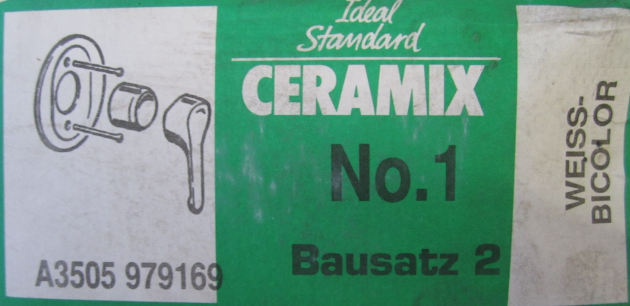 Ideal
Standard
CERAMIX
No.1
Bausatz 2
A3505 979169
WEISS-
BICOLOR